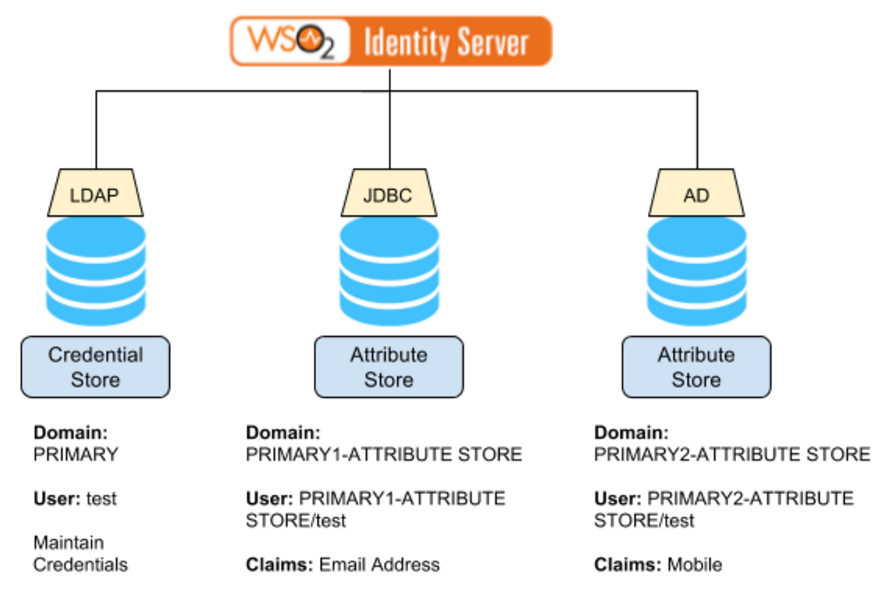 WSO2 Identity Server
LDAP
JDBC
AD
Credential
Store
Attribute
Store
Attribute
Store
Domain:
PRIMARY
User: test
Maintain
Credentials
Domain:
PRIMARY1-ATTRIBUTE STORE
User: PRIMARY1-ATTRIBUTE
STORE/test
Claims: Email Address
Domain:
PRIMARY2-ATTRIBUTE STORE
User: PRIMARY2-ATTRIBUTE
STORE/test
Claims: Mobile